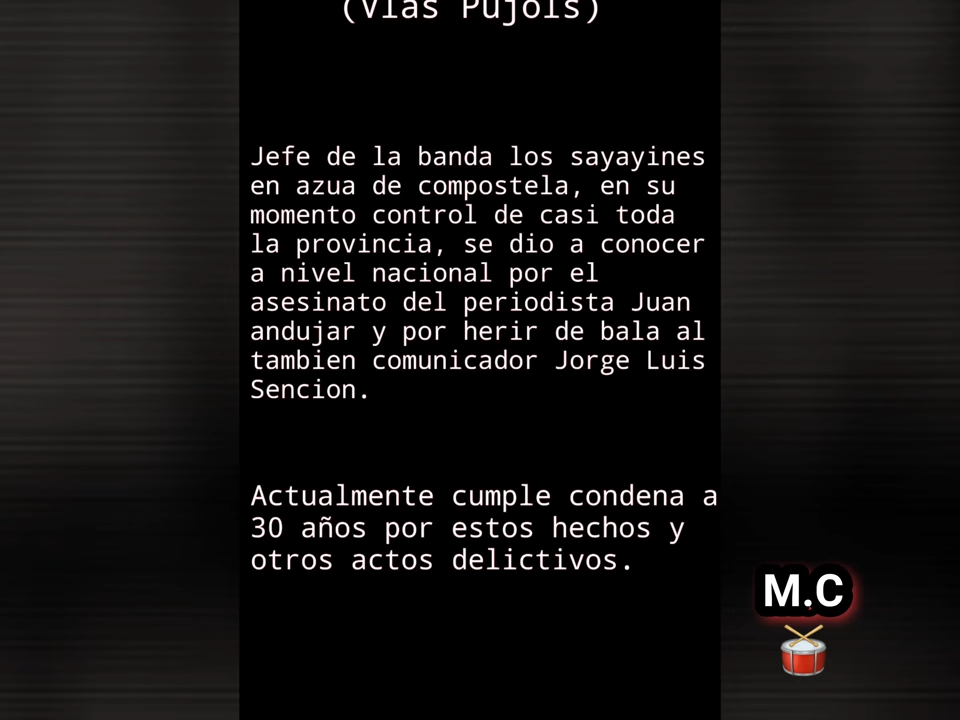 (Vlas Pujols)
Jefe de la banda los sayayines
en azua de compostela, en su
momento control de casi toda
la provincia, se dio a conocer
a nivel nacional por el
asesinato del periodista Juan
andujar y por herir de bala al
tambien comunicador Jorge Luis
Sencion.
Actualmente cumple condena a
30 años por estos hechos y
otros actos delictivos.
M.C